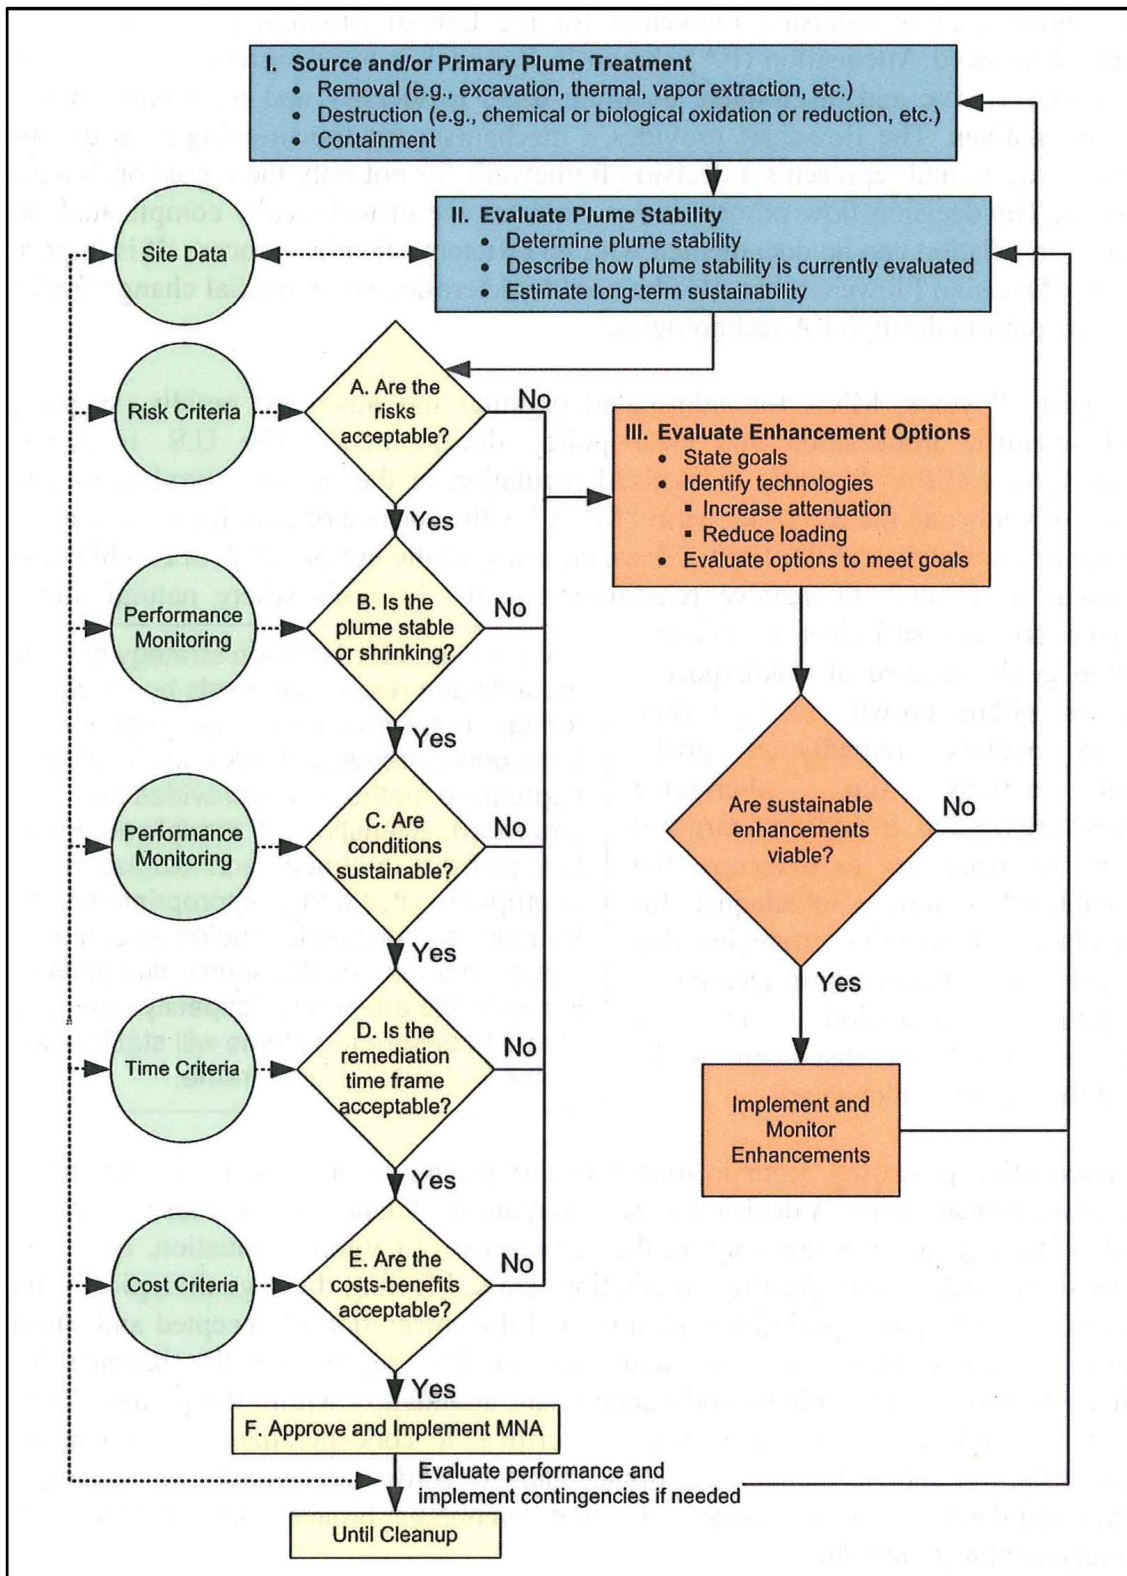 I. Source and/or Primary Plume Treatment
• Removal (e.g., excavation, thermal, vapor extraction, etc.)
• Destruction (e.g., chemical or biological oxidation or reduction, etc.)
• Containment
II. Evaluate Plume Stability
• Determine plume stability
• Describe how plume stability is currently evaluated
• Estimate long-term sustainability
Site Data
Risk Criteria
A. Are the
risks
acceptable?
No
Yes
III. Evaluate Enhancement Options
• State goals
• Identify technologies
▪ Increase attenuation
▪ Reduce loading
• Evaluate options to meet goals
Performance
Monitoring
B. Is the
plume stable
or shrinking?
No
Yes
Performance
Monitoring
C. Are
conditions
sustainable?
No
Yes
Are sustainable
enhancements
viable?
No
Yes
Time Criteria
D. Is the
remediation
time frame
acceptable?
No
Yes
Implement and
Monitor
Enhancements
Cost Criteria
E. Are the
costs-benefits
acceptable?
No
Yes
F. Approve and Implement MNA
Evaluate performance and
implement contingencies if needed
Until Cleanup